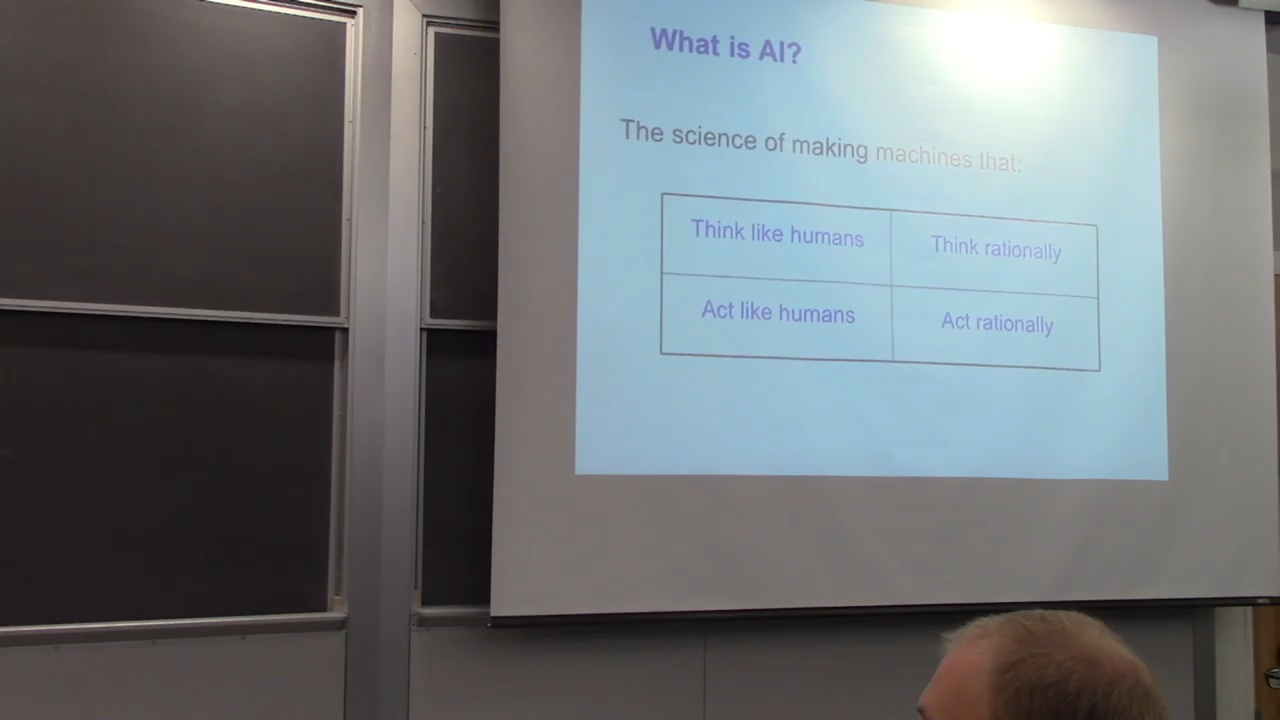 What is AI?
The science of making machines that:
Think like humans
Think rationally
Act like humans
Act rationally